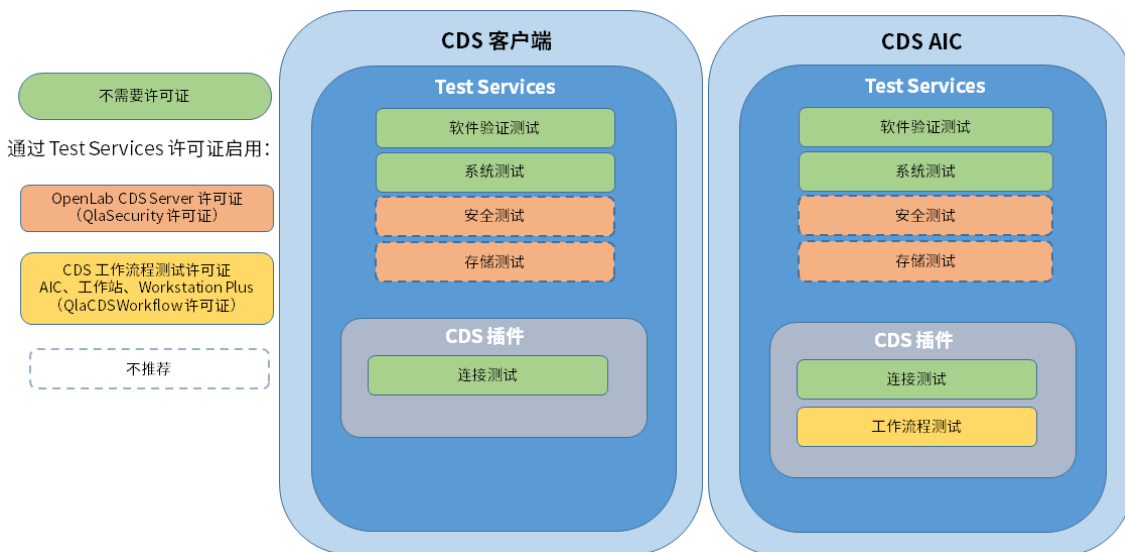 不需要许可证
通过 Test Services 许可证启用：
OpenLab CDS Server 许可证
（QlaSecurity 许可证）
CDS 工作流程测试许可证
AIC、工作站、Workstation Plus
（QlaCDSWorkflow 许可证）
不推荐
CDS 客户端
Test Services
软件验证测试
系统测试
安全测试
存储测试
CDS 插件
连接测试
CDS AIC
Test Services
软件验证测试
系统测试
安全测试
存储测试
CDS 插件
连接测试
工作流程测试